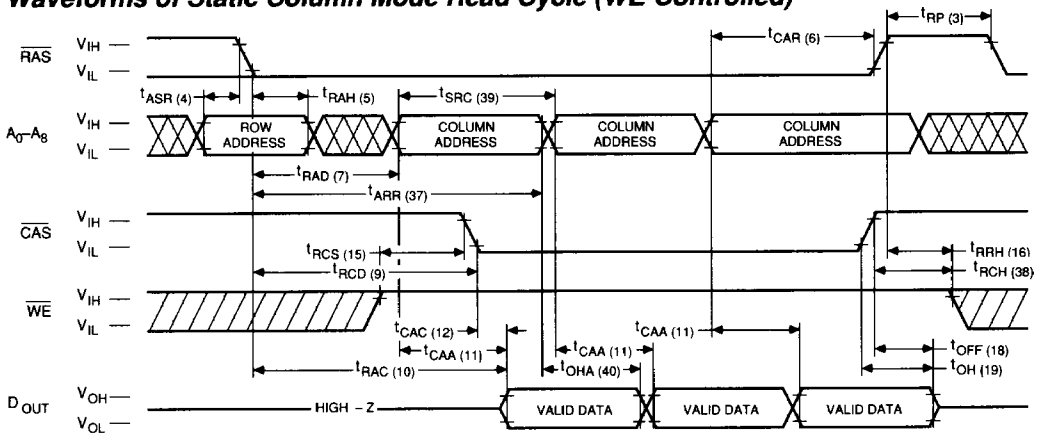 Waveforms of Static Column Mode Read Cycle (WE Controlled)
tRP (3)
tCAR (6)
RAS
VIH
VIL
tASR (4)
tRAH (5)
tSRC (39)
A0–A8
VIH
VIL
ROW ADDRESS
COLUMN ADDRESS
COLUMN ADDRESS
COLUMN ADDRESS
tRAD (7)
tARR (37)
CAS
VIH
VIL
tRCS (15)
tRCD (9)
tRRH (16)
tRCH (38)
WE
VIH
VIL
tCAC (12)
tCAA (11)
tCAA (11)
tCAA (11)
tOFF (18)
tRAC (10)
tOHA (40)
tOH (19)
DOUT
VOH
VOL
HIGH – Z
VALID DATA
VALID DATA
VALID DATA